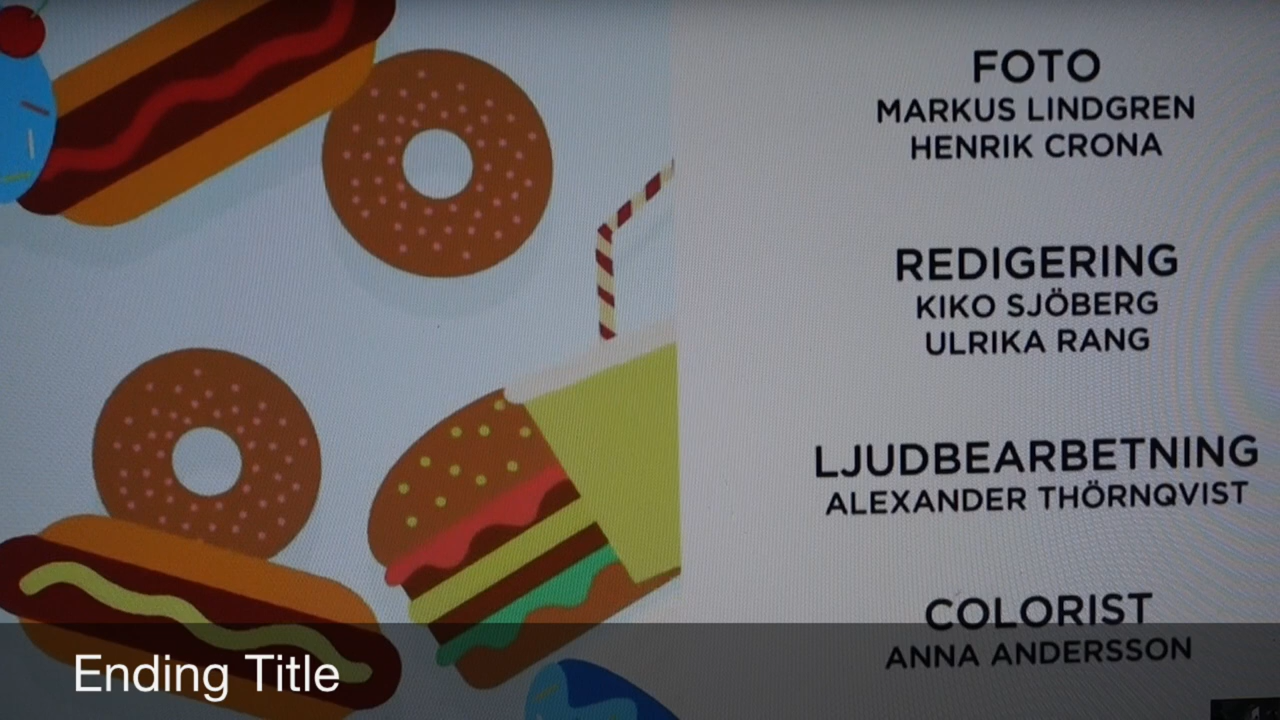 FOTO
MARKUS LINDGREN
HENRIK CRONA
REDIGERING
KIKO SJÖBERG
ULRIKA RANG
LJUDBEARBETNING
ALEXANDER THÖRNQVIST
COLORIST
ANNA ANDERSSON
Ending Title